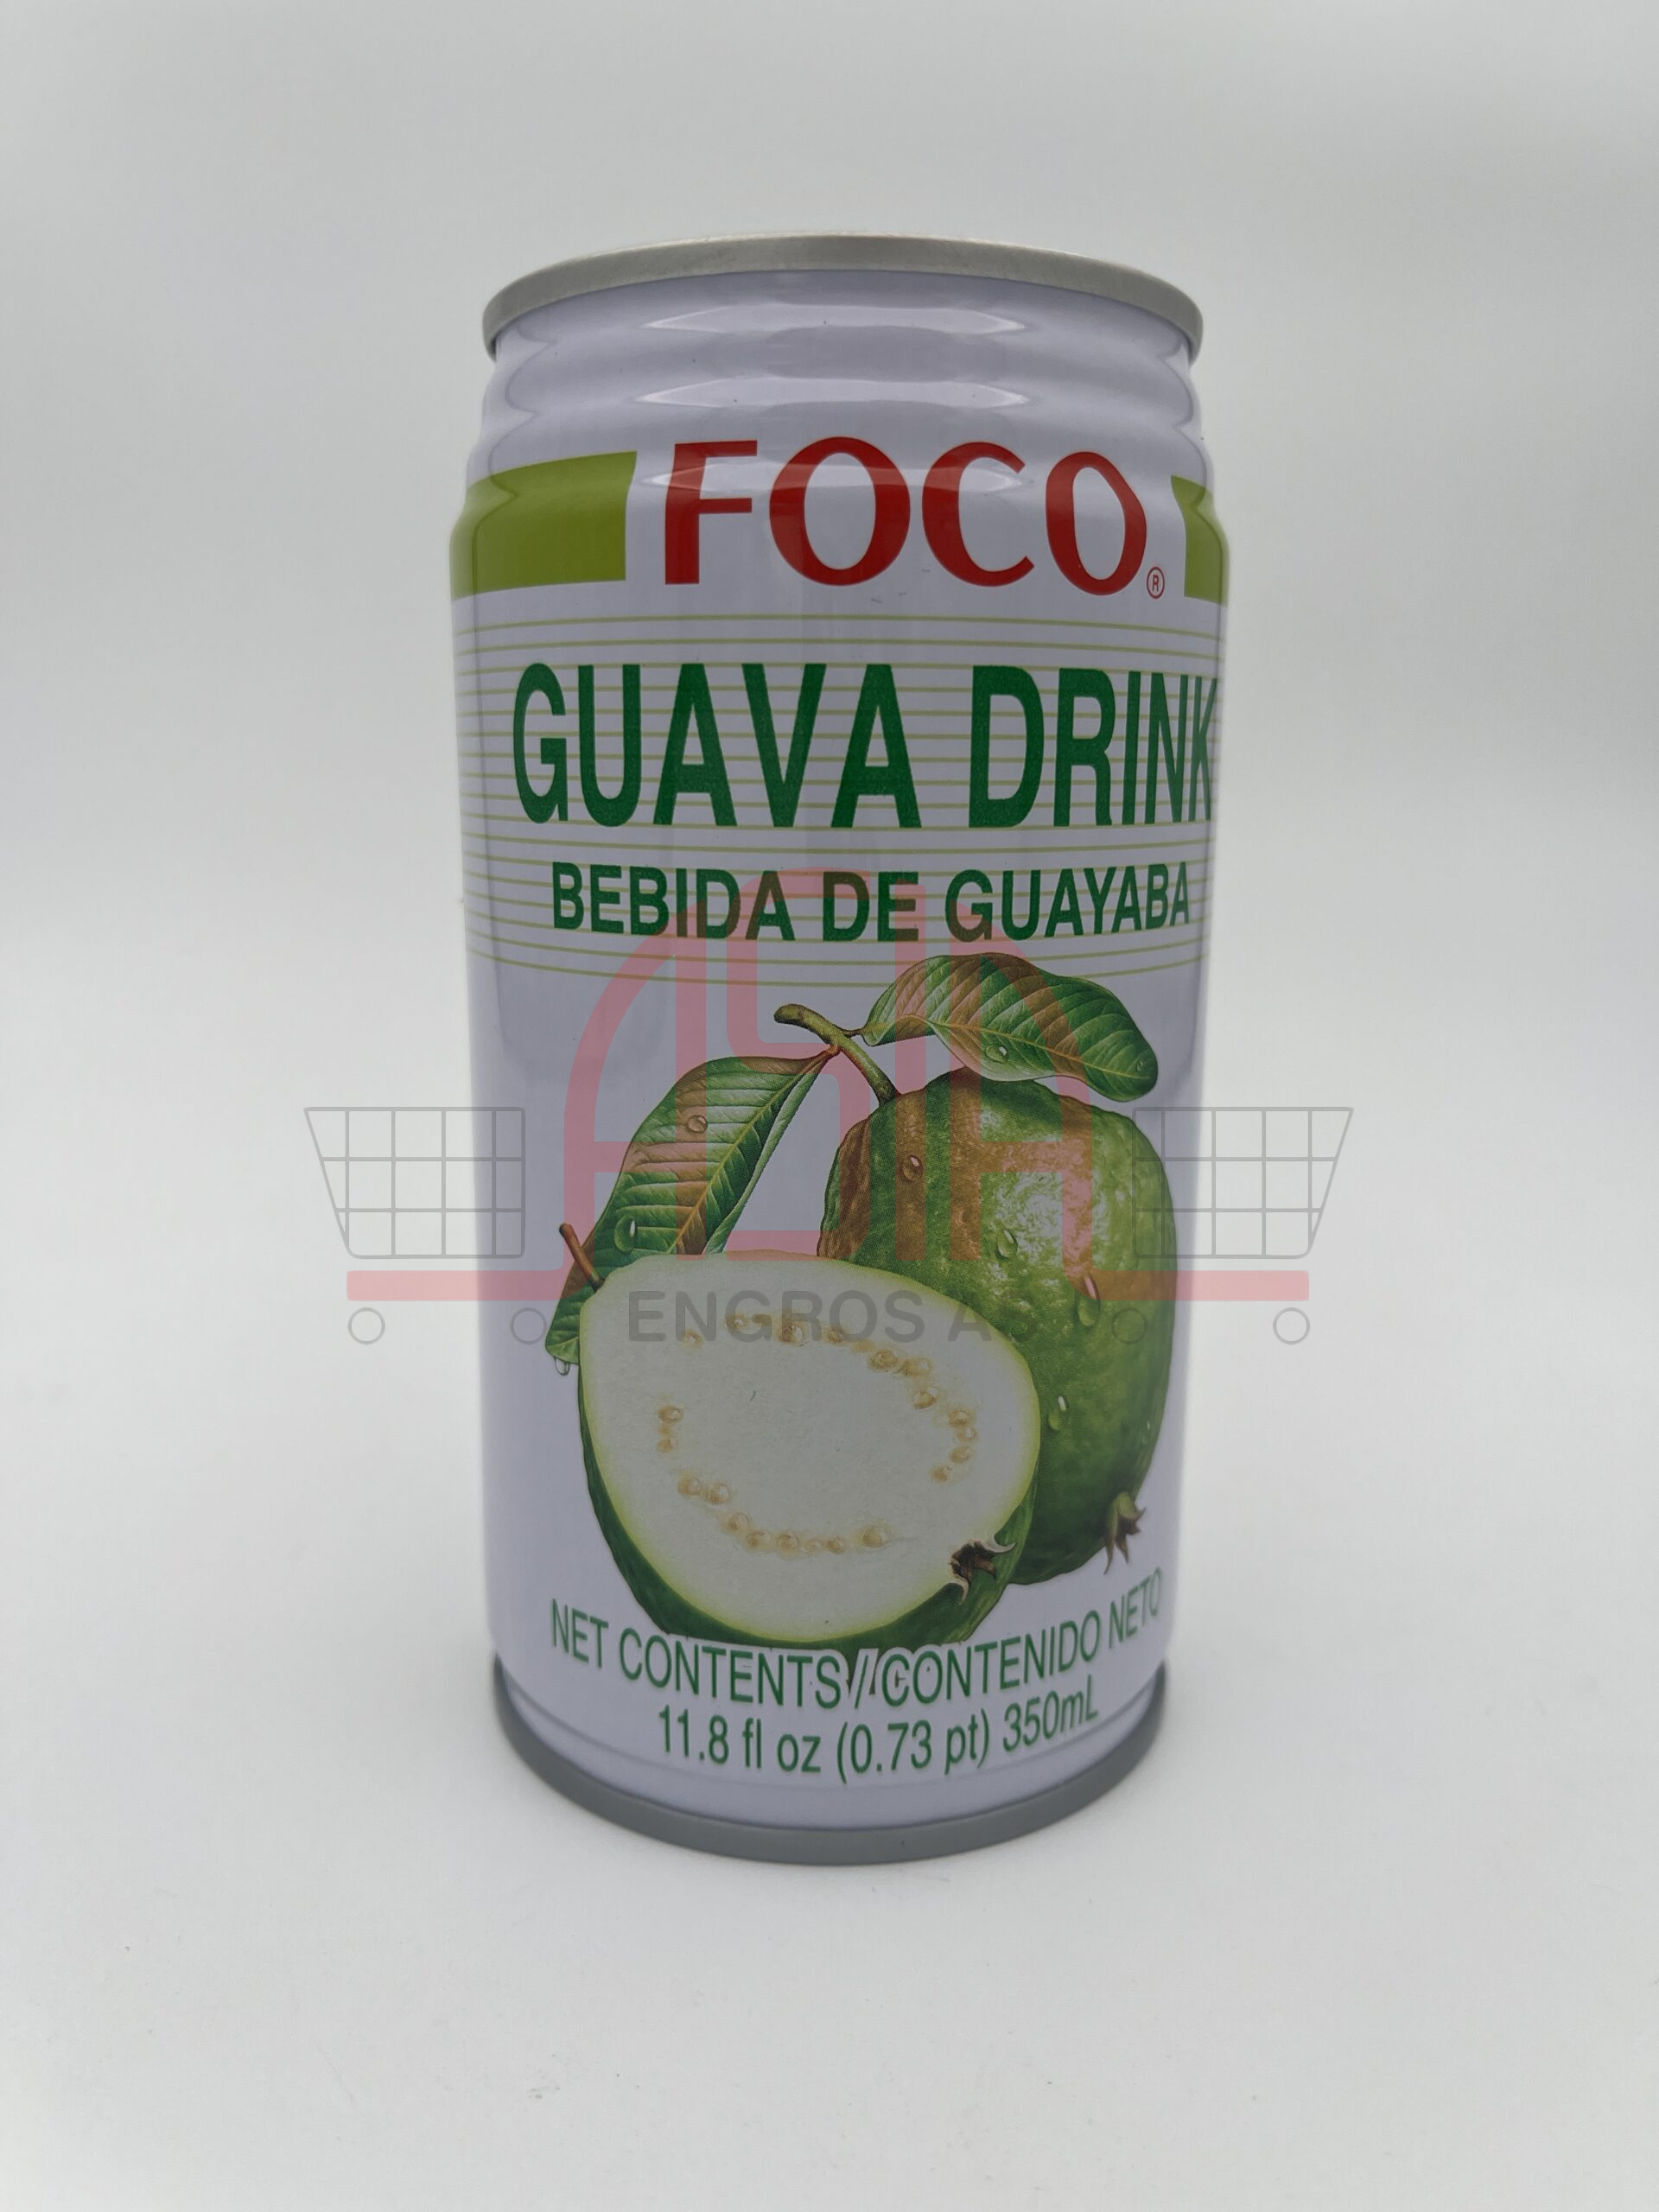 FOCO®
GUAVA DRINK
BEBIDA DE GUAYABA
ASIA
ENGROS AS
NET CONTENTS / CONTENIDO NETO
11.8 fl oz (0.73 pt) 350mL